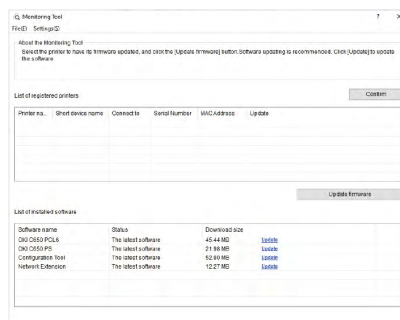 Monitoring Tool ? ×
File(F) Settings(S)
About the Monitoring Tool
Select the printer to have its firmware updated, and click the [Update firmware] button. Software updating is recommended. Click [Update] to update
the software
List of registered printers
Confirm
Printer na.. Short device name Connect to Serial Number MAC Address Update
Update firmware
List of installed software
Software name Status Download size
OKI C650 PCL6 The latest software 45.44 MB Update
OKI C650 PS The latest software 21.98 MB Update
Configuration Tool The latest software 52.80 MB Update
Network Extension The latest software 12.27 MB Update